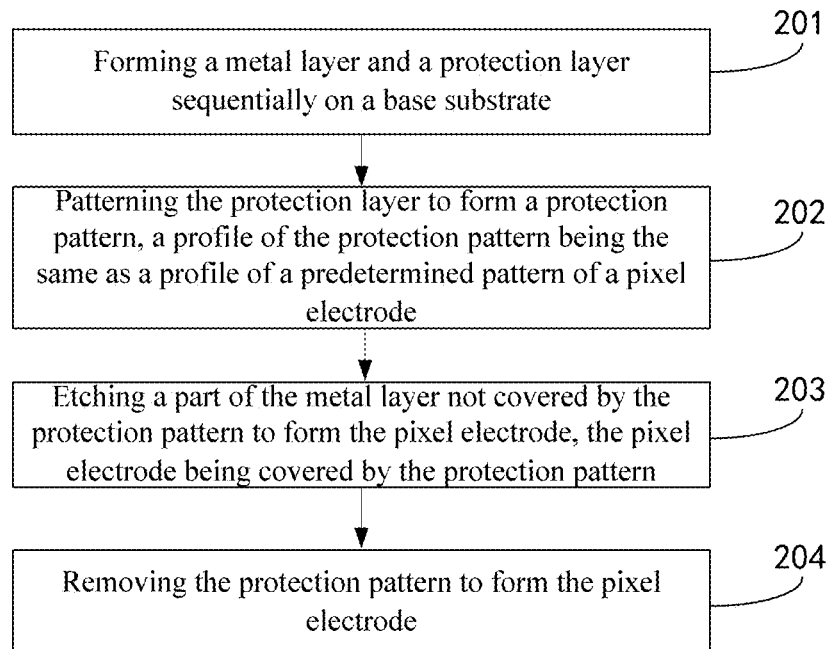 201
Forming a metal layer and a protection layer
sequentially on a base substrate
Patterning the protection layer to form a protection
pattern, a profile of the protection pattern being the
same as a profile of a predetermined pattern of a pixel
electrode
202
Etching a part of the metal layer not covered by the
protection pattern to form the pixel electrode, the pixel
electrode being covered by the protection pattern
203
Removing the protection pattern to form the pixel
electrode
204